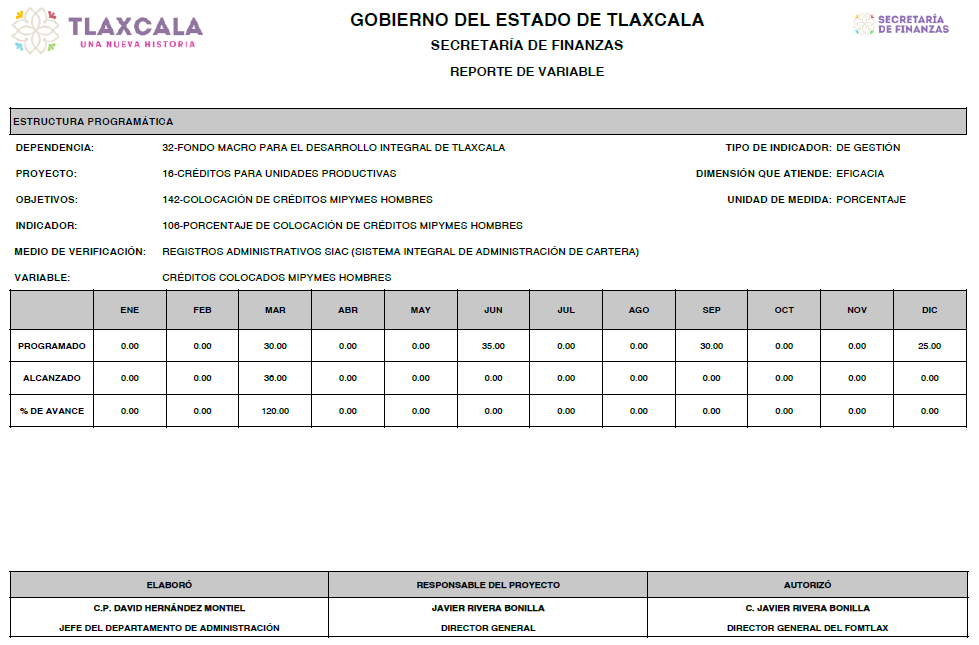 TLAXCALA
UNA NUEVA HISTORIA
GOBIERNO DEL ESTADO DE TLAXCALA
SECRETARÍA DE FINANZAS
REPORTE DE VARIABLE
SECRETARÍA
DE FINANZAS
ESTRUCTURA PROGRAMÁTICA
DEPENDENCIA: 32-FONDO MACRO PARA EL DESARROLLO INTEGRAL DE TLAXCALA TIPO DE INDICADOR: DE GESTIÓN
PROYECTO: 16-CRÉDITOS PARA UNIDADES PRODUCTIVAS DIMENSIÓN QUE ATIENDE: EFICACIA
OBJETIVOS: 142-COLOCACIÓN DE CRÉDITOS MIPYMES HOMBRES UNIDAD DE MEDIDA: PORCENTAJE
INDICADOR: 106-PORCENTAJE DE COLOCACIÓN DE CRÉDITOS MIPYMES HOMBRES
MEDIO DE VERIFICACIÓN: REGISTROS ADMINISTRATIVOS SIAC (SISTEMA INTEGRAL DE ADMINISTRACIÓN DE CARTERA)
VARIABLE: CRÉDITOS COLOCADOS MIPYMES HOMBRES
ENE FEB MAR ABR MAY JUN JUL AGO SEP OCT NOV DIC
PROGRAMADO 0.00 0.00 30.00 0.00 0.00 35.00 0.00 0.00 30.00 0.00 0.00 25.00
ALCANZADO 0.00 0.00 36.00 0.00 0.00 0.00 0.00 0.00 0.00 0.00 0.00 0.00
% DE AVANCE 0.00 0.00 120.00 0.00 0.00 0.00 0.00 0.00 0.00 0.00 0.00 0.00
ELABORÓ RESPONSABLE DEL PROYECTO AUTORIZÓ
C.P. DAVID HERNÁNDEZ MONTIEL JAVIER RIVERA BONILLA C. JAVIER RIVERA BONILLA
JEFE DEL DEPARTAMENTO DE ADMINISTRACIÓN DIRECTOR GENERAL DIRECTOR GENERAL DEL FOMTLAX